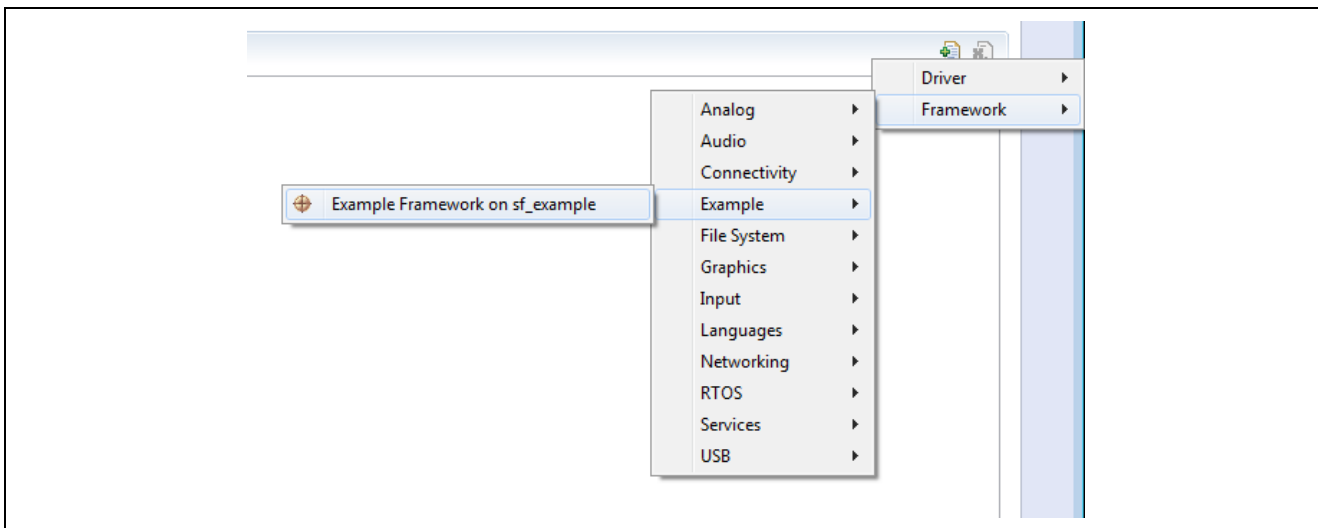 Driver
Framework
Analog
Audio
Connectivity
Example
File System
Graphics
Input
Languages
Networking
RTOS
Services
USB
Example Framework on sf_example